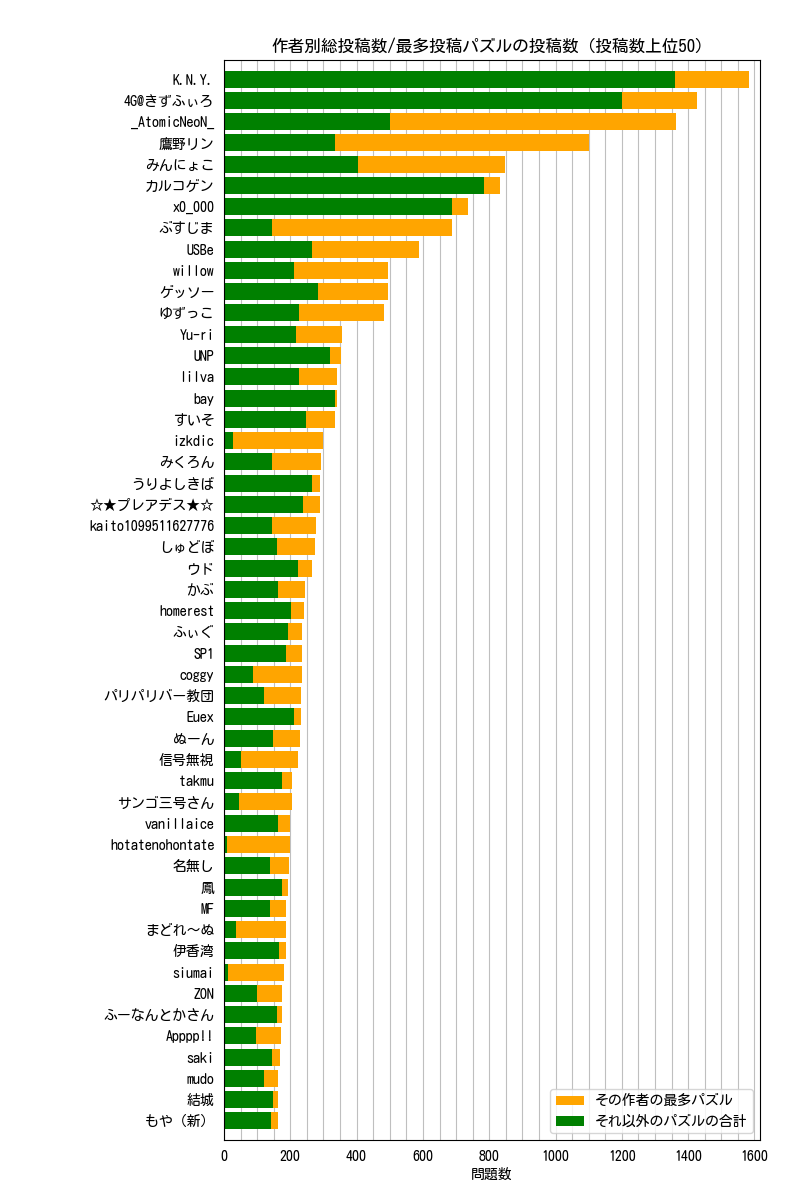 作者別総投稿数/最多投稿パズルの投稿数 (投稿数上位50)
K.N.Y.
4G@きずふぃろ
_AtomicNeoN_
鷹野リン
みんにょこ
カルコゲン
x0_000
ぷすじま
USBe
willow
ゲッソー
ゆずっこ
Yu-ri
UNP
lilva
bay
すいそ
izkdic
みくろん
うりよしきば
☆★プレアデス★☆
kaito1099511627776
しゅどぼ
ウド
かぶ
homerest
ふぃぐ
SP1
coggy
パリパリバー教団
Euex
ぬーん
信号無視
takmu
サンゴ三号さん
vanillaice
hotatenohontate
名無し
鳳
MF
まどれ～ぬ
伊香湾
siumai
ZON
ふーなんとかさん
saki
mudo
結城
もや (新)
その作者の最多パズル
それ以外のパズルの合計
0 200 400 600 800 1000 1200 1400 1600
問題数